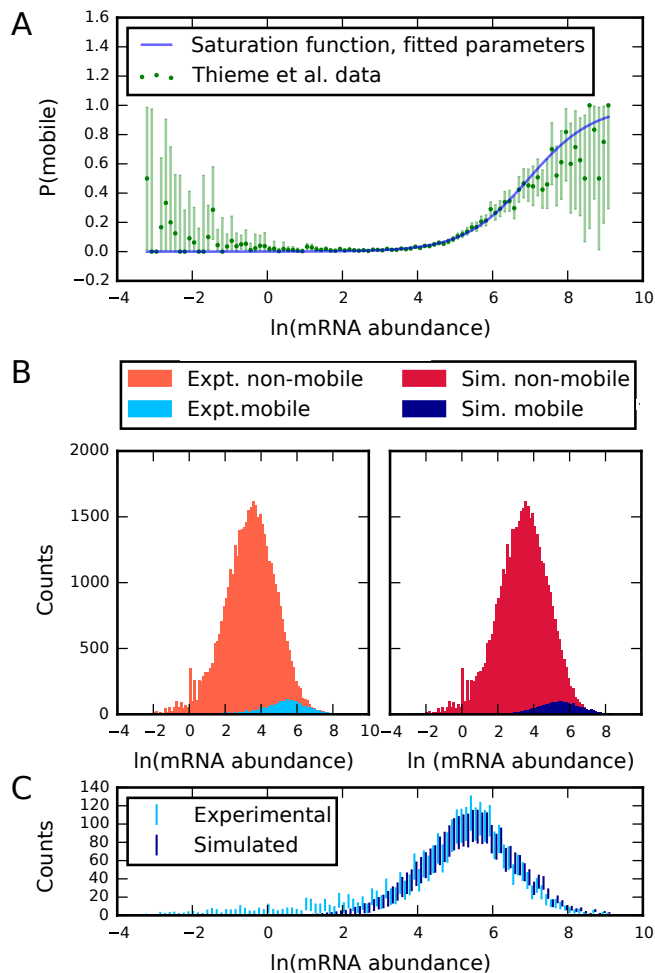 A
1.6
1.4
1.2
1.0
0.8
0.6
0.4
0.2
0.0
−0.2
P(mobile)
Saturation function, fitted parameters
Thieme et al. data
−4 −2 0 2 4 6 8 10
ln(mRNA abundance)
B
Expt. non-mobile Sim. non-mobile
Expt.mobile Sim. mobile
2000
1500
1000
500
0
Counts
−4 −2 0 2 4 6 8 10
−4 −2 0 2 4 6 8
ln(mRNA abundance) ln (mRNA abundance)
C
140
120
100
80
60
40
20
0
Counts
Experimental
Simulated
−4 −2 0 2 4 6 8 10
ln(mRNA abundance)